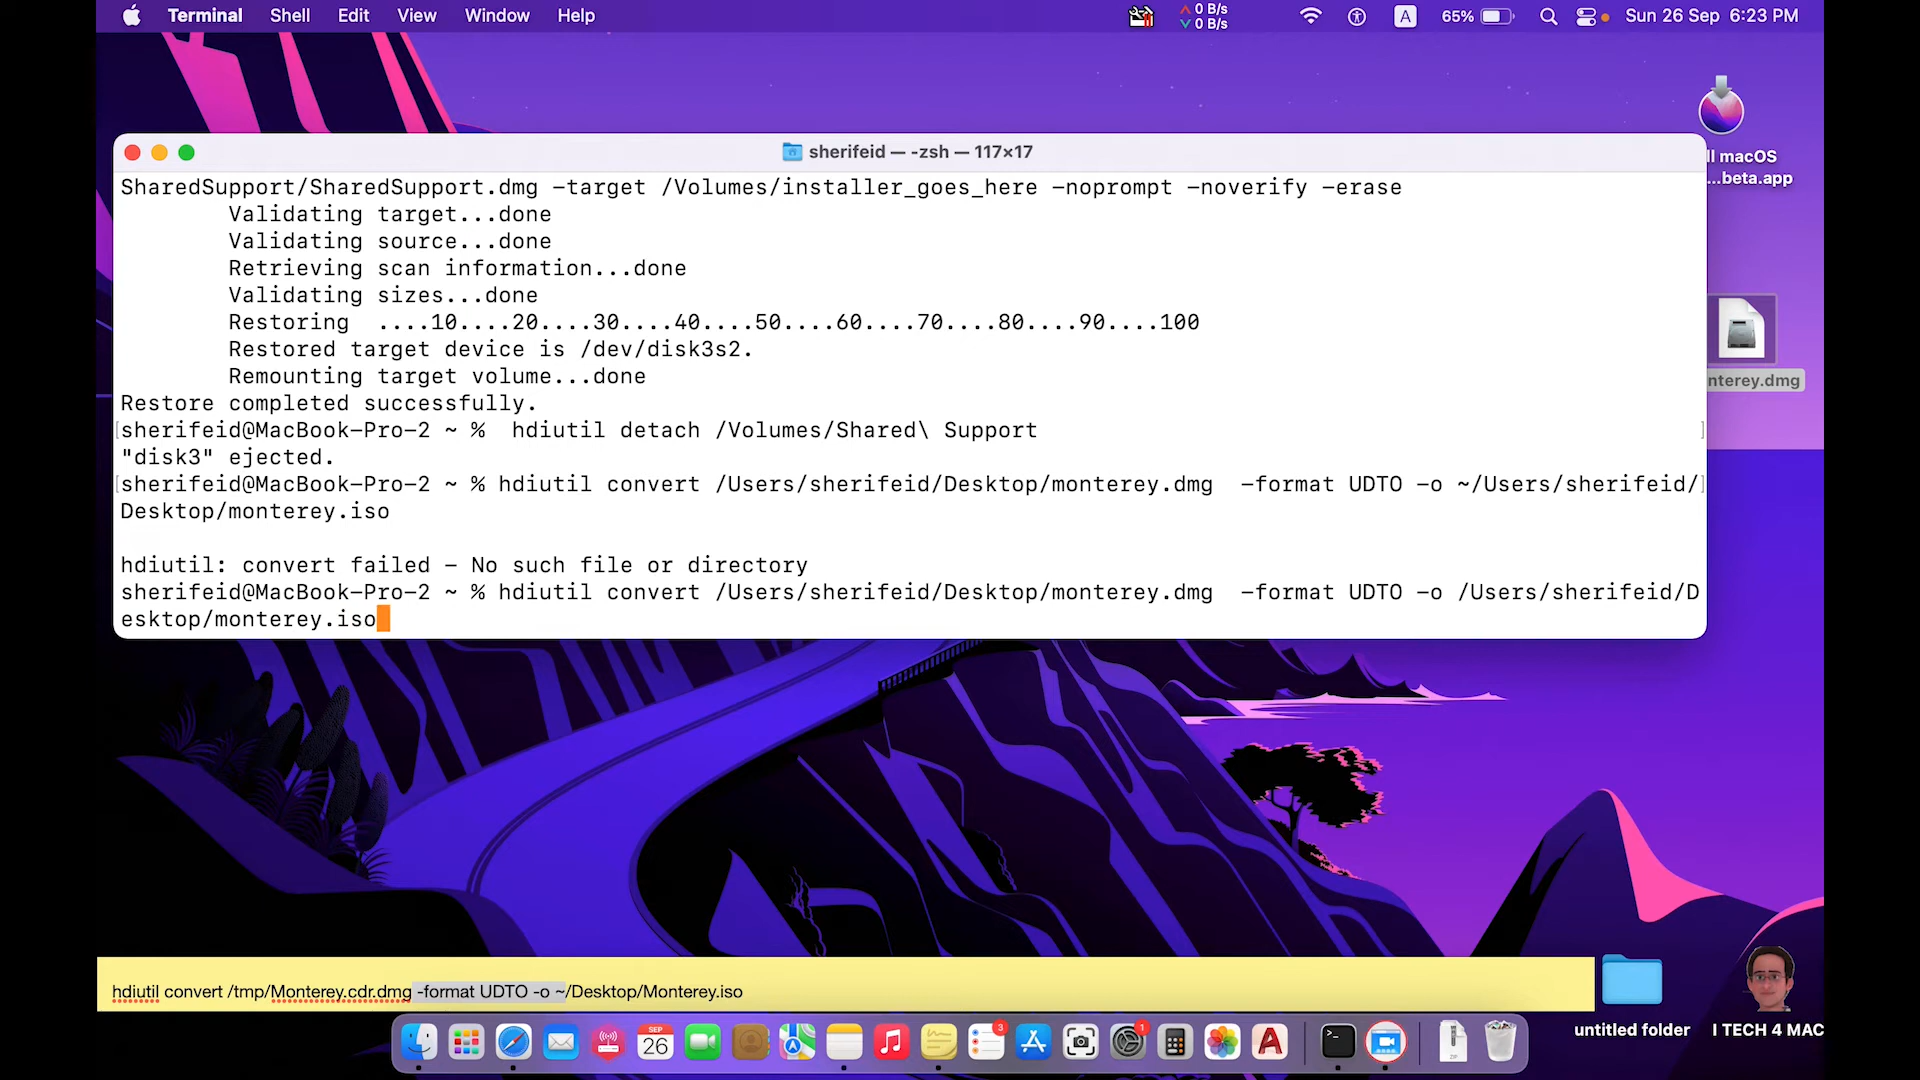 Terminal Shell Edit View Window Help 0 B/s 0 B/s A 65% Sun 26 Sep 6:23 PM
ll macOS
...beta.app
sherifeid — -zsh — 117×17
SharedSupport/SharedSupport.dmg -target /Volumes/installer_goes_here -noprompt -noverify -erase
Validating target...done
Validating source...done
Retrieving scan information...done
Validating sizes...done
Restoring ....10....20....30....40....50....60....70....80....90....100
Restored target device is /dev/disk3s2.
Remounting target volume...done
Restore completed successfully.
nterey.dmg
sherifeid@MacBook-Pro-2 ~ %  hdiutil detach /Volumes/Shared\ Support
"disk3" ejected.
sherifeid@MacBook-Pro-2 ~ % hdiutil convert /Users/sherifeid/Desktop/monterey.dmg  -format UDTO -o ~/Users/sherifeid/
Desktop/monterey.iso
hdiutil: convert failed - No such file or directory
sherifeid@MacBook-Pro-2 ~ % hdiutil convert /Users/sherifeid/Desktop/monterey.dmg  -format UDTO -o /Users/sherifeid/D
esktop/monterey.iso
hdiutil convert /tmp/Monterey.cdr.dmg -format UDTO -o ~/Desktop/Monterey.iso
untitled folder
I TECH 4 MAC
SEP
26
3
1
ZIP